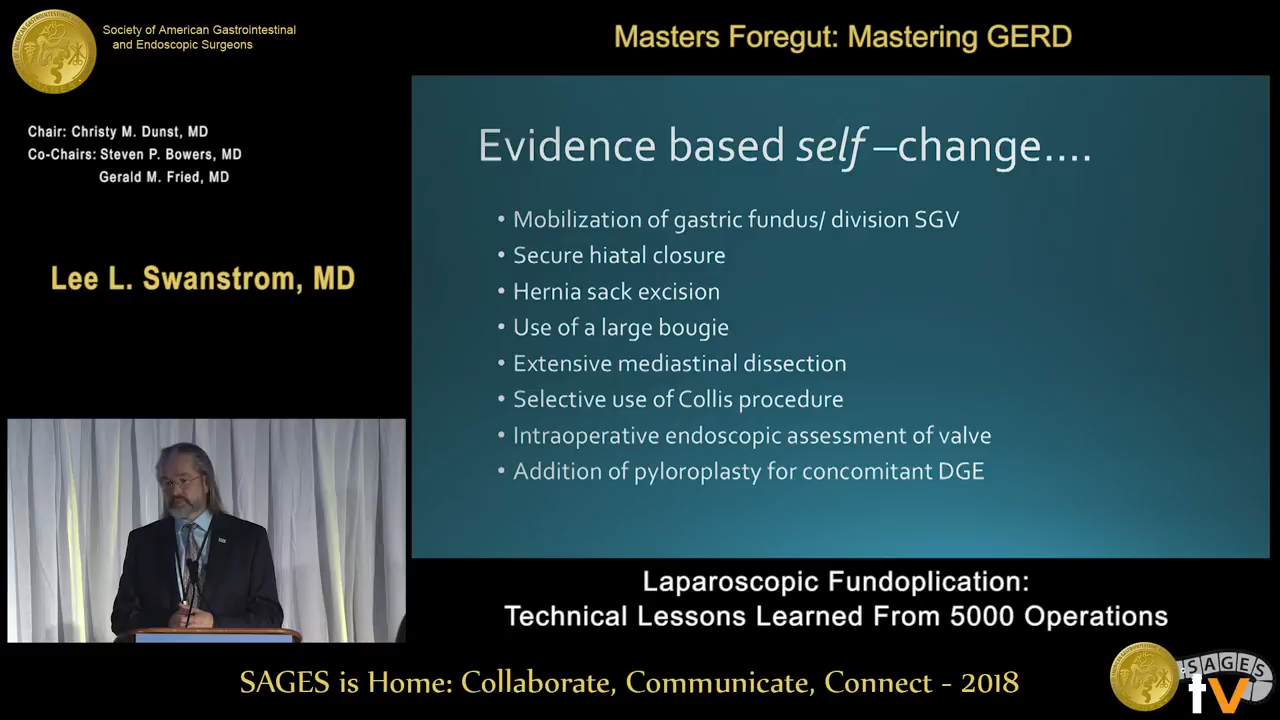 Society of American Gastrointestinal
and Endoscopic Surgeons
Masters Foregut: Mastering GERD
Chair: Christy M. Dunst, MD
Co-Chairs: Steven P. Bowers, MD
Gerald M. Fried, MD
Lee L. Swanstrom, MD
Evidence based self –change....
• Mobilization of gastric fundus/ division SGV
• Secure hiatal closure
• Hernia sack excision
• Use of a large bougie
• Extensive mediastinal dissection
• Selective use of Collis procedure
• Intraoperative endoscopic assessment of valve
• Addition of pyloroplasty for concomitant DGE
Laparoscopic Fundoplication:
Technical Lessons Learned From 5000 Operations
SAGES is Home: Collaborate, Communicate, Connect - 2018
SAGES
tv